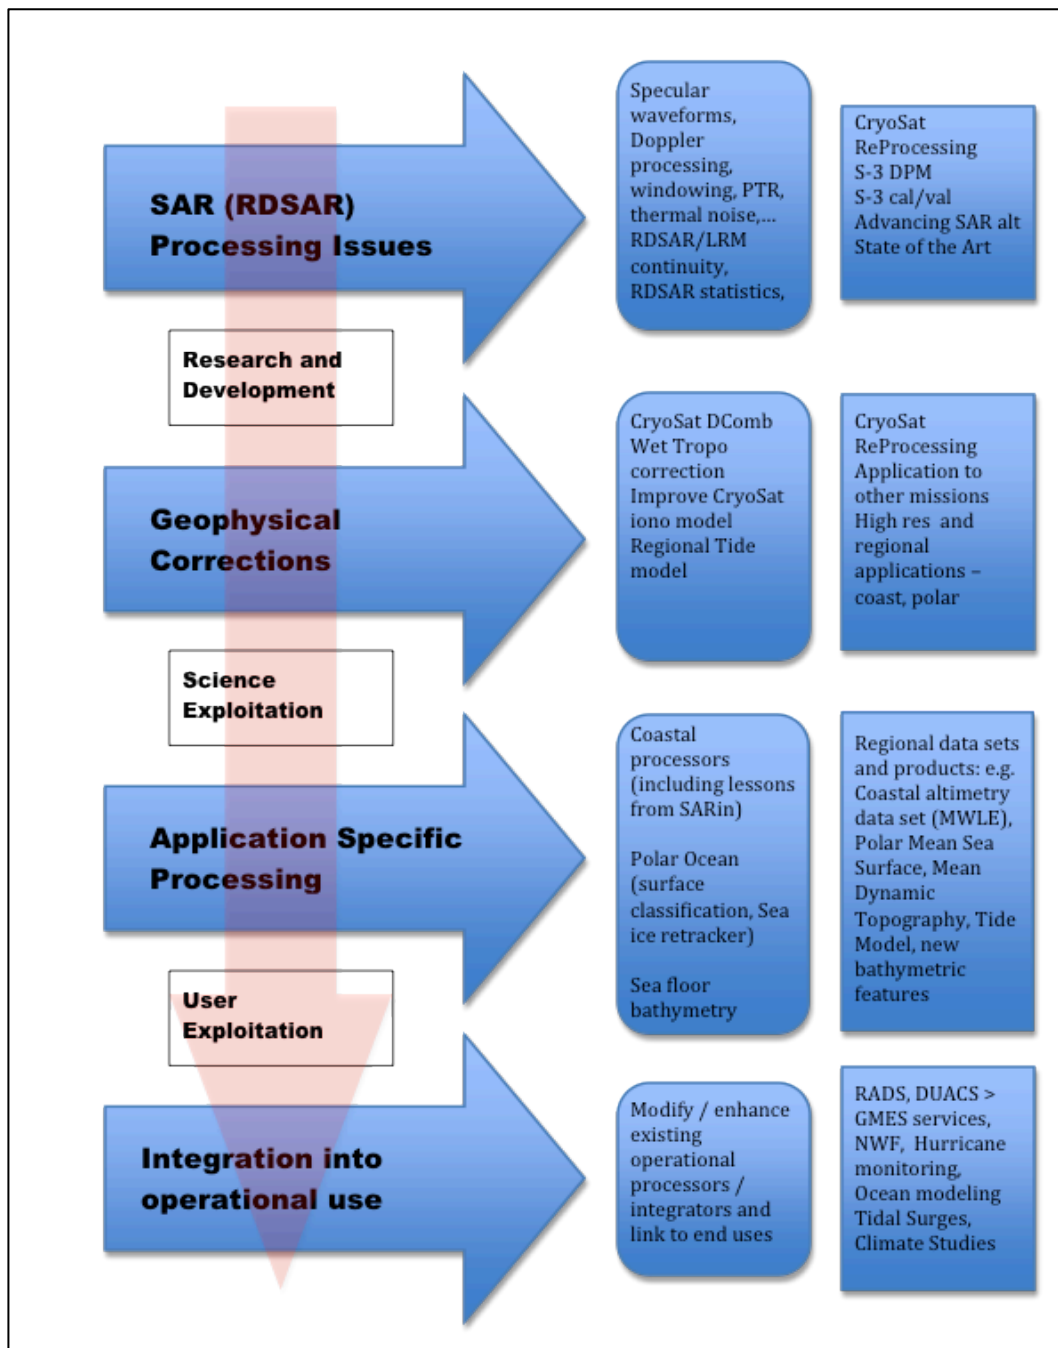 SAR (RDSAR)
Processing Issues
Specular
waveforms,
Doppler
processing,
windowing, PTR,
thermal noise,...
RDSAR/LRM
continuity,
RDSAR statistics,
CryoSat
ReProcessing
S-3 DPM
S-3 cal/val
Advancing SAR alt
State of the Art
Research and
Development
Geophysical
Corrections
CryoSat DComb
Wet Tropo
correction
Improve CryoSat
iono model
Regional Tide
model
CryoSat
ReProcessing
Application to
other missions
High res and
regional
applications –
coast, polar
Science
Exploitation
Application Specific
Processing
Coastal
processors
(including lessons
from SARin)
Polar Ocean
(surface
classification, Sea
ice retracker)
Sea floor
bathymetry
Regional data sets
and products: e.g.
Coastal altimetry
data set (MWLE),
Polar Mean Sea
Surface, Mean
Dynamic
Topography, Tide
Model, new
bathymetric
features
User
Exploitation
Integration into
operational use
Modify / enhance
existing
operational
processors /
integrators and
link to end uses
RADS, DUACS >
GMES services,
NWF, Hurricane
monitoring,
Ocean modeling
Tidal Surges,
Climate Studies